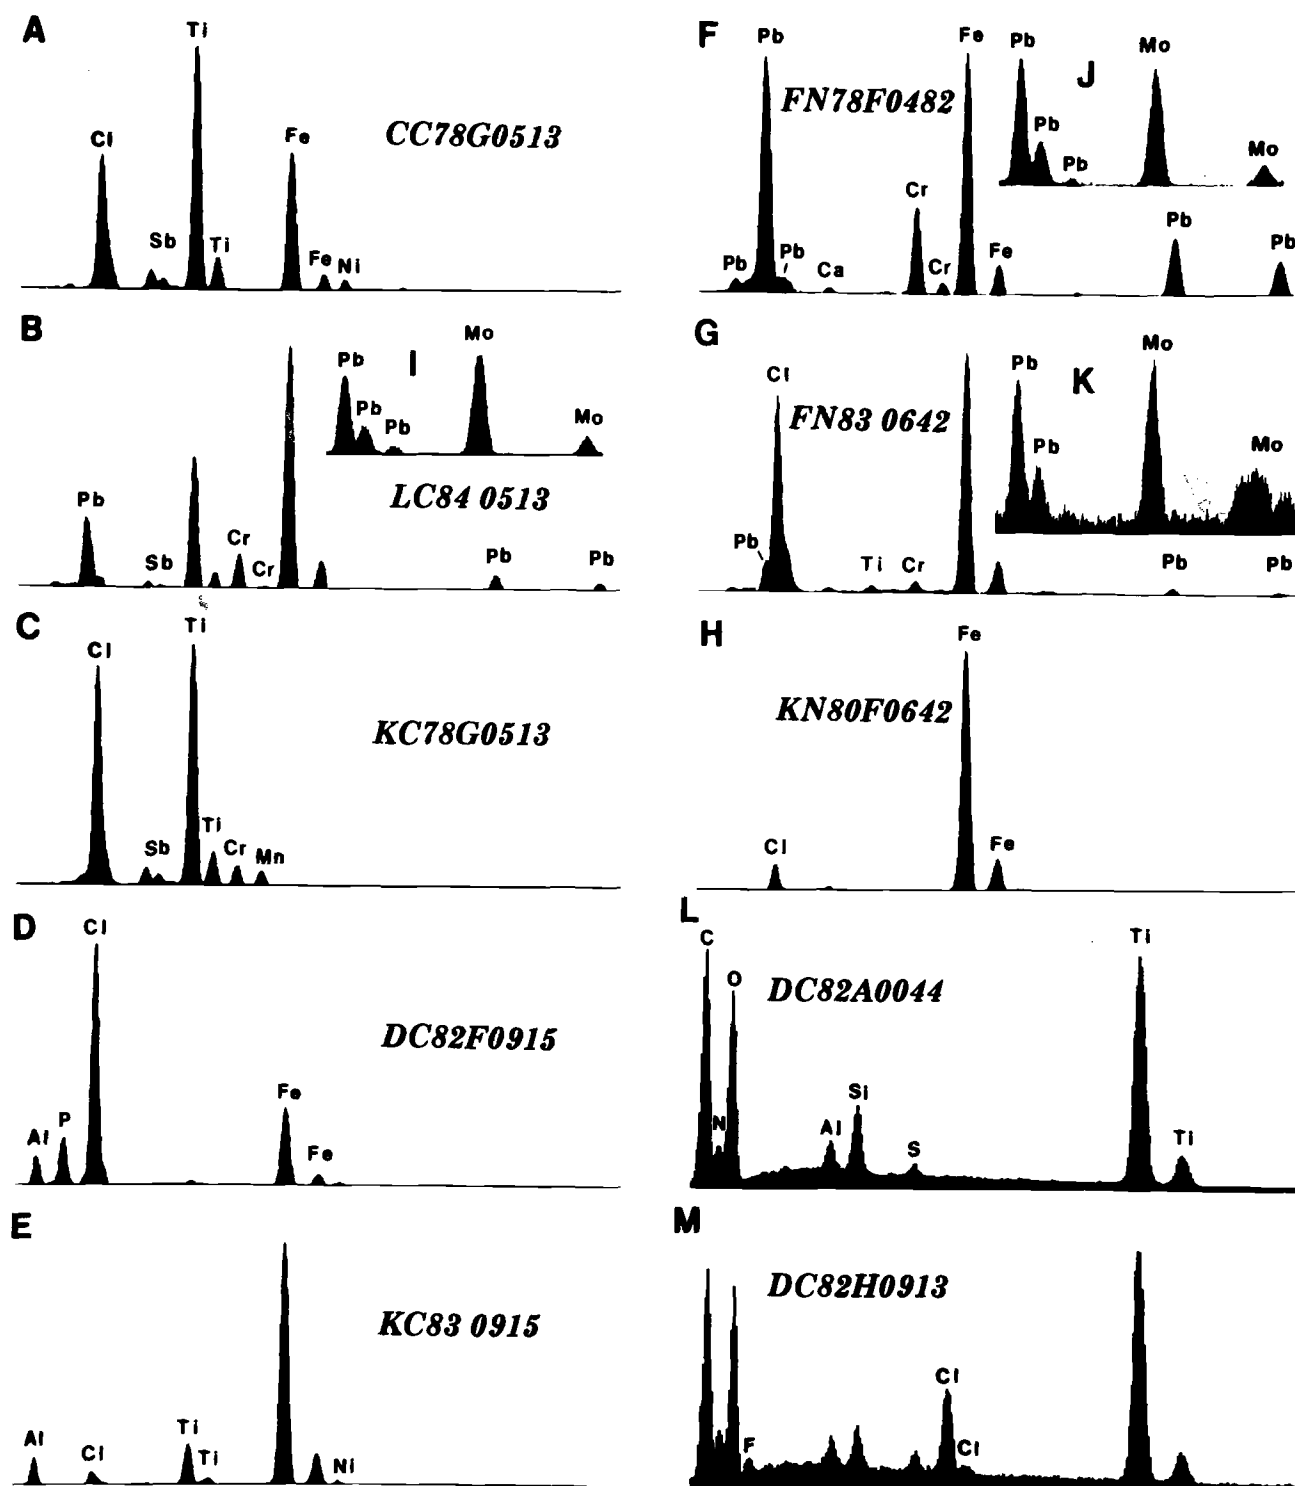 A
Ti
Cl
Fe
CC78G0513
Sb
Ti
Fe
Ni
B
Mo
Pb
I
Pb
Pb
Mo
LC84 0513
Pb
Sb
Cr
Cr
Pb
Pb
C
Ti
Cl
KC78G0513
Sb
Ti
Cr
Mn
D
Cl
DC82F0915
Al
P
Fe
Fe
E
KC83 0915
Al
Cl
Ti
Ti
Ni
F
Pb
Fe
FN78F0482
Pb
J
Mo
Pb
Pb
Mo
Cr
Pb
Pb
Pb
Pb
Ca
Cr
Fe
G
Cl
FN83 0642
Pb
K
Mo
Pb
Mo
Pb
Ti
Cr
Pb
Pb
H
Fe
KN80F0642
Cl
Fe
L
C
O
DC82A0044
Ti
N
Al
Si
S
Ti
M
DC82H0913
F
Cl
Cl